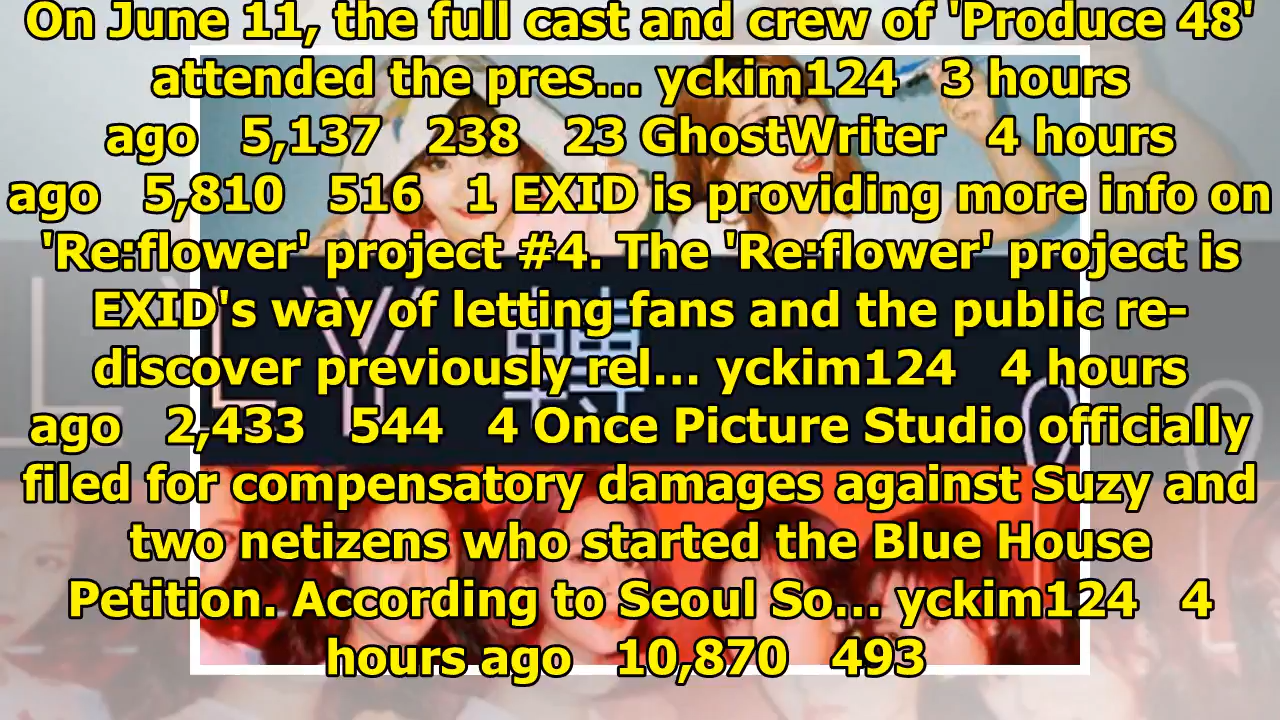 On June 11, the full cast and crew of 'Produce 48'
attended the pres... yckim124 3 hours
ago 5,137 238 23 GhostWriter 4 hours
ago 5,810 516 1 EXID is providing more info on
'Re:flower' project #4. The 'Re:flower' project is
EXID's way of letting fans and the public re-
discover previously rel... yckim124 4 hours
ago 2,433 544 4 Once Picture Studio officially
filed for compensatory damages against Suzy and
two netizens who started the Blue House
Petition. According to Seoul So... yckim124 4
hours ago 10,870 493
LLY 轉